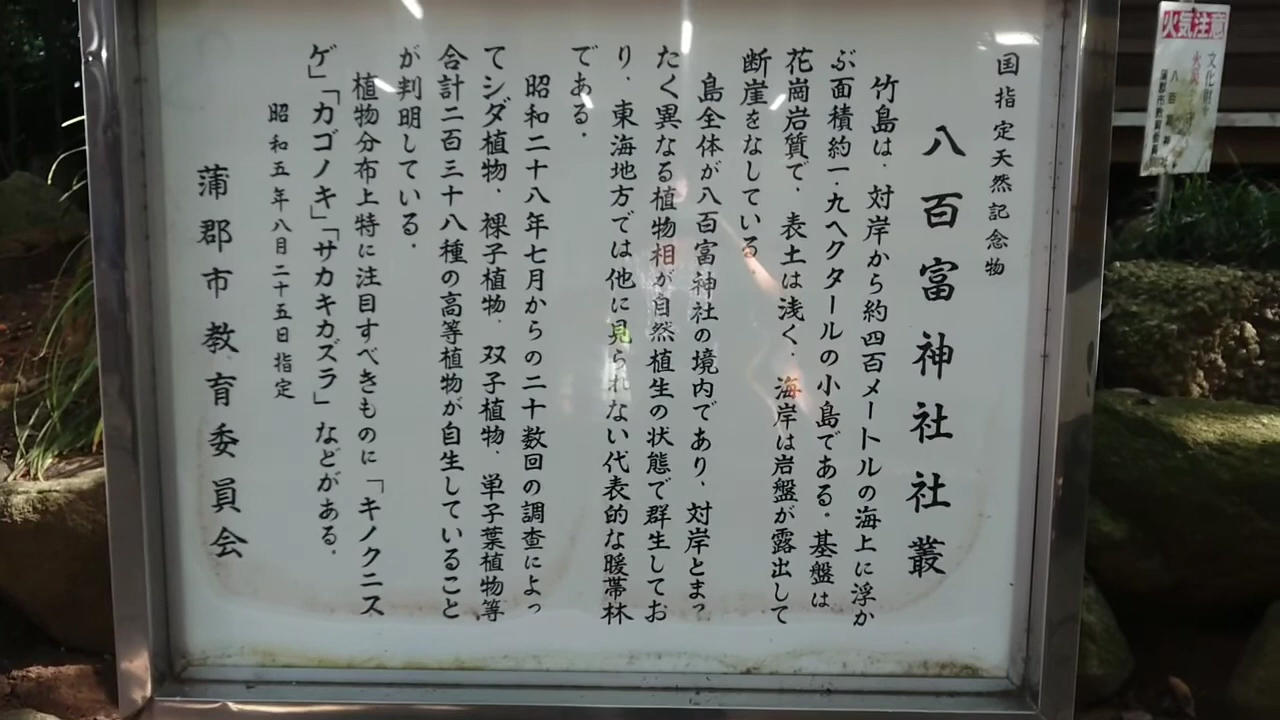 国指定天然記念物
八百富神社社叢
竹島は、対岸から約四百メートルの海上に浮か
ぶ面積約一.九ヘクタールの小島である。基盤は
花崗岩質で、表土は浅く、海岸は岩盤が露出して
断崖をなしている。
島全体が八百富神社の境内であり、対岸とまっ
たく異なる植物相が自然植生の状態で群生してお
り、東海地方では他に見られない代表的な暖帯林
である。
昭和二十八年七月からの二十数回の調査によっ
てシダ植物、裸子植物、双子植物、単子葉植物等
合計二百三十八種の高等植物が自生していること
が判明している。
植物分布上特に注目すべきものに「キノクニス
ゲ」「カゴノキ」「サカキカズラ」などがある。
昭和五年八月二十五日指定
蒲郡市教育委員会
火気注意
文化財